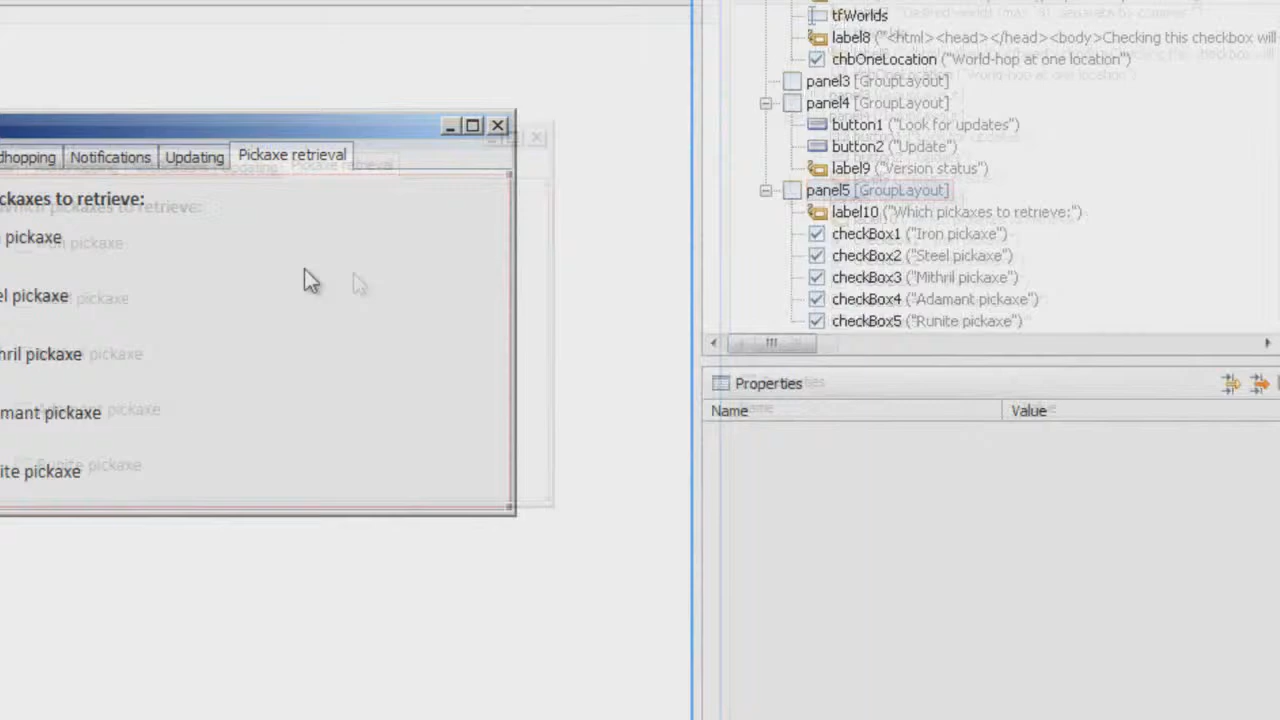 dhopping
Notifications
Updating
Pickaxe retrieval
ckaxes to retrieve:
pickaxe
el pickaxe
hril pickaxe
mant pickaxe
ite pickaxe
tfWorlds
label8 ("<html><head></head><body>Checking this checkbox will
chbOneLocation ("World-hop at one location")
panel3 [GroupLayout]
panel4 [GroupLayout]
button1 ("Look for updates")
button2 ("Update")
label9 ("Version status")
panel5 [GroupLayout]
label10 ("Which pickaxes to retrieve:")
checkBox1 ("Iron pickaxe")
checkBox2 ("Steel pickaxe")
checkBox3 ("Mithril pickaxe")
checkBox4 ("Adamant pickaxe")
checkBox5 ("Runite pickaxe")
Properties
Name
Value